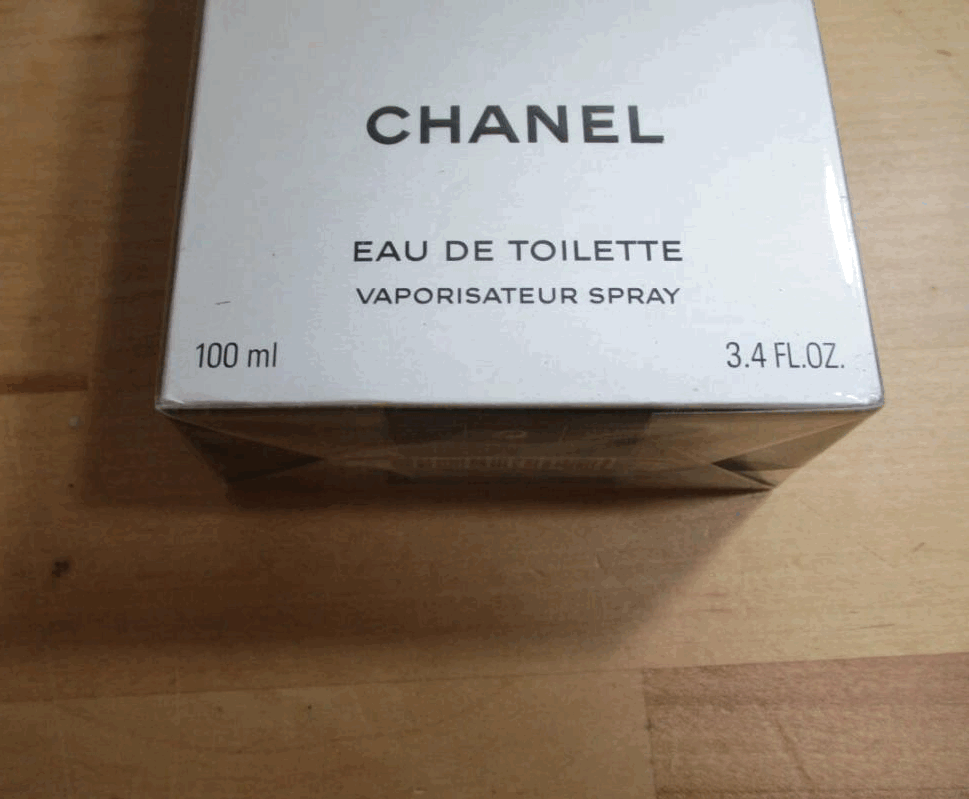 CHANEL
EAU DE TOILETTE
VAPORISATEUR SPRAY
100 ml 3.4 FL.OZ.